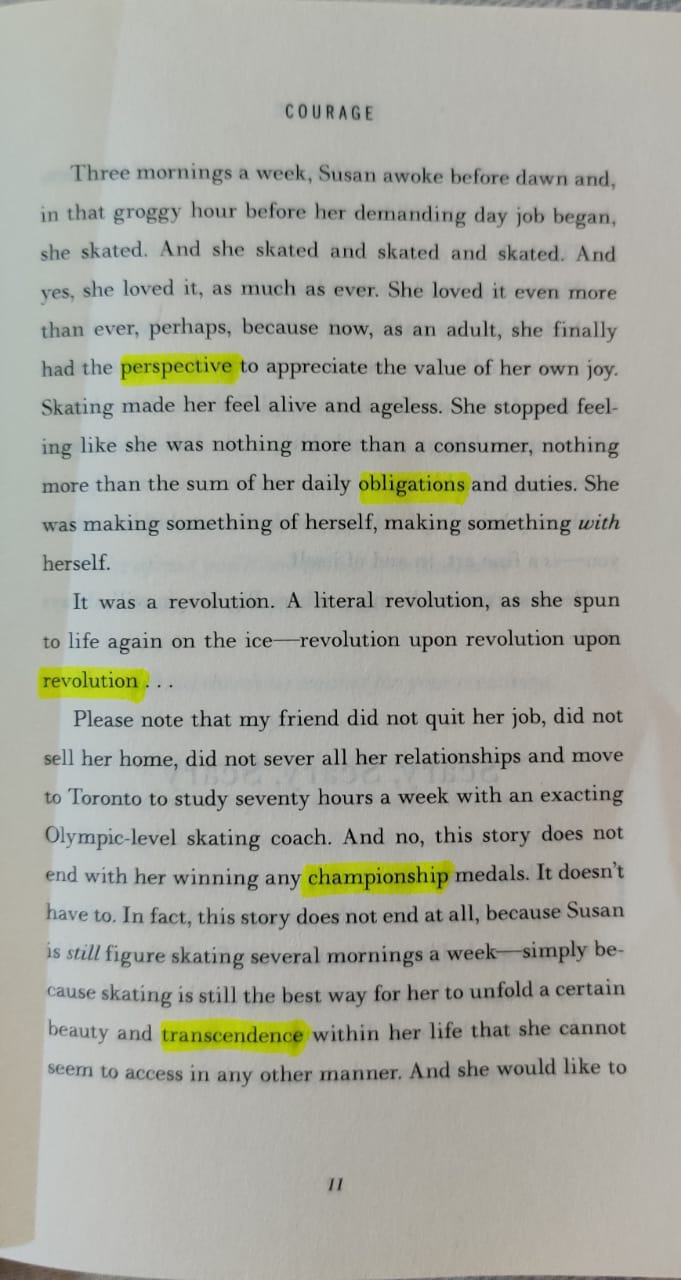 COURAGE
Three mornings a week, Susan awoke before dawn and,
in that groggy hour before her demanding day job began,
she skated. And she skated and skated and skated. And
yes, she loved it, as much as ever. She loved it even more
than ever, perhaps, because now, as an adult, she finally
had the perspective to appreciate the value of her own joy.
Skating made her feel alive and ageless. She stopped feel-
ing like she was nothing more than a consumer, nothing
more than the sum of her daily obligations and duties. She
was making something of herself, making something with
herself.
It was a revolution. A literal revolution, as she spun
to life again on the ice—revolution upon revolution upon
revolution . . .
Please note that my friend did not quit her job, did not
sell her home, did not sever all her relationships and move
to Toronto to study seventy hours a week with an exacting
Olympic-level skating coach. And no, this story does not
end with her winning any championship medals. It doesn’t
have to. In fact, this story does not end at all, because Susan
is still figure skating several mornings a week—simply be-
cause skating is still the best way for her to unfold a certain
beauty and transcendence within her life that she cannot
seem to access in any other manner. And she would like to
11